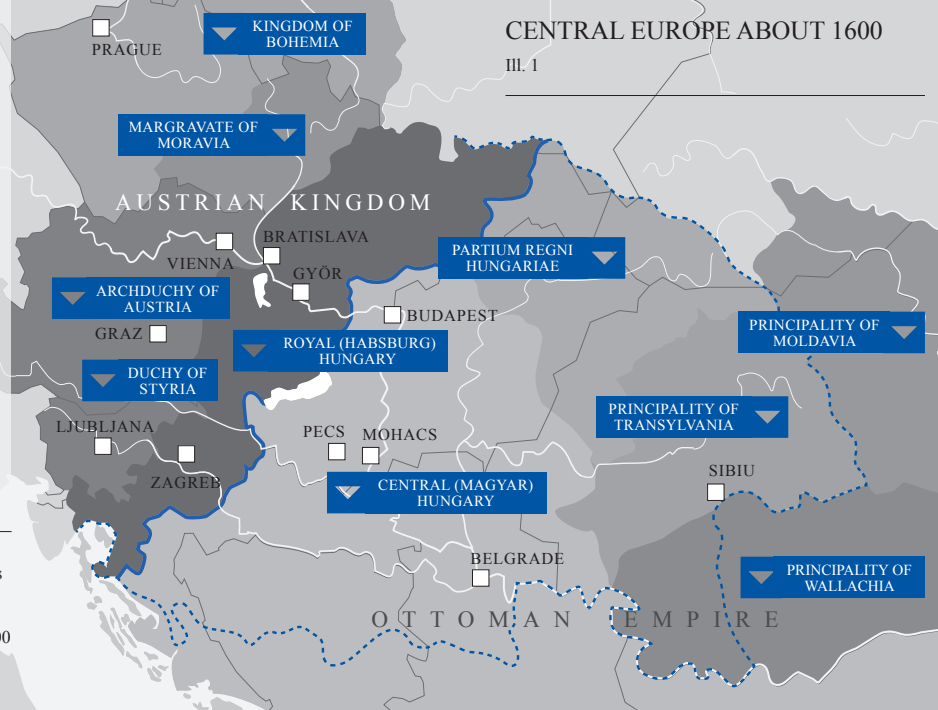 CENTRAL EUROPE ABOUT 1600
Ill. 1
KINGDOM OF
BOHEMIA
PRAGUE
MARGRAVATE OF
MORAVIA
AUSTRIAN KINGDOM
BRATISLAVA
VIENNA
GYÖR
PARTIUM REGNI
HUNGARIAE
ARCHDUCHY OF
AUSTRIA
BUDAPEST
GRAZ
ROYAL (HABSBURG)
HUNGARY
PRINCIPALITY OF
MOLDAVIA
DUCHY OF
STYRIA
PRINCIPALITY OF
TRANSYLVANIA
LJUBLJANA
PECS
MOHACS
ZAGREB
SIBIU
CENTRAL (MAGYAR)
HUNGARY
BELGRADE
PRINCIPALITY OF
WALLACHIA
OTTOMAN EMPIRE